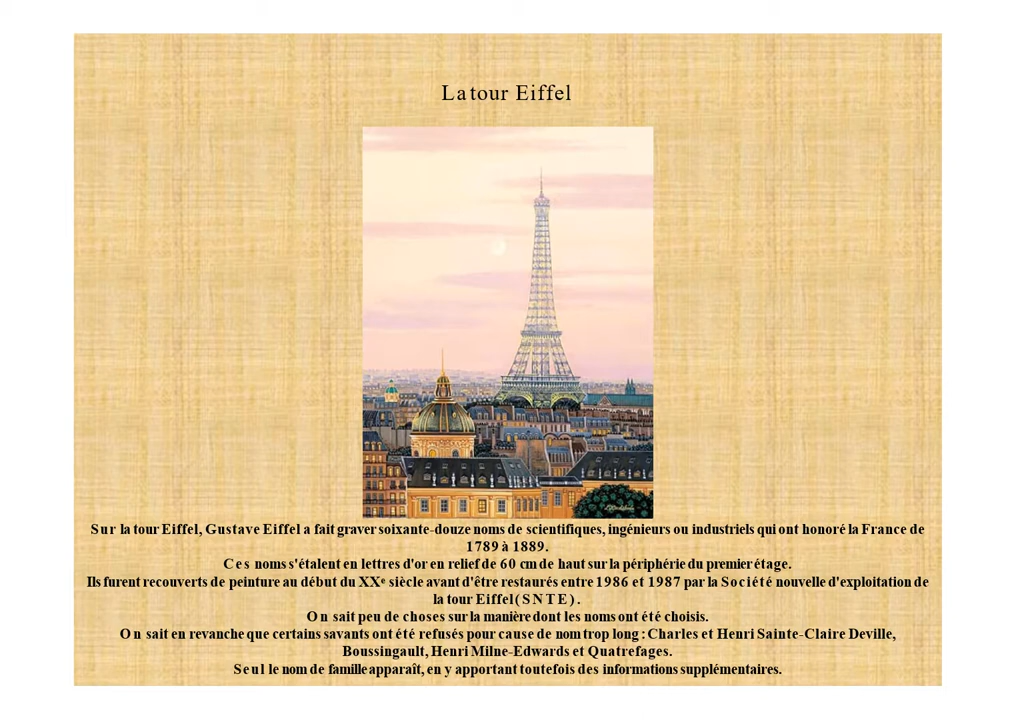 La tour Eiffel
Sur la tour Eiffel, Gustave Eiffel a fait graver soixante-douze noms de scientifiques, ingénieurs ou industriels qui ont honoré la France de
1789 à 1889.
Ces noms s'étalent en lettres d'or en relief de 60 cm de haut sur la périphérie du premier étage.
Ils furent recouverts de peinture au début du XXe siècle avant d'être restaurés entre 1986 et 1987 par la Société nouvelle d'exploitation de
la tour Eiffel (SNTE).
On sait peu de choses sur la manière dont les noms ont été choisis.
On sait en revanche que certains savants ont été refusés pour cause de nom trop long : Charles et Henri Sainte-Claire Deville,
Boussingault, Henri Milne-Edwards et Quatrefages.
Seul le nom de famille apparaît, en y apportant toutefois des informations supplémentaires.